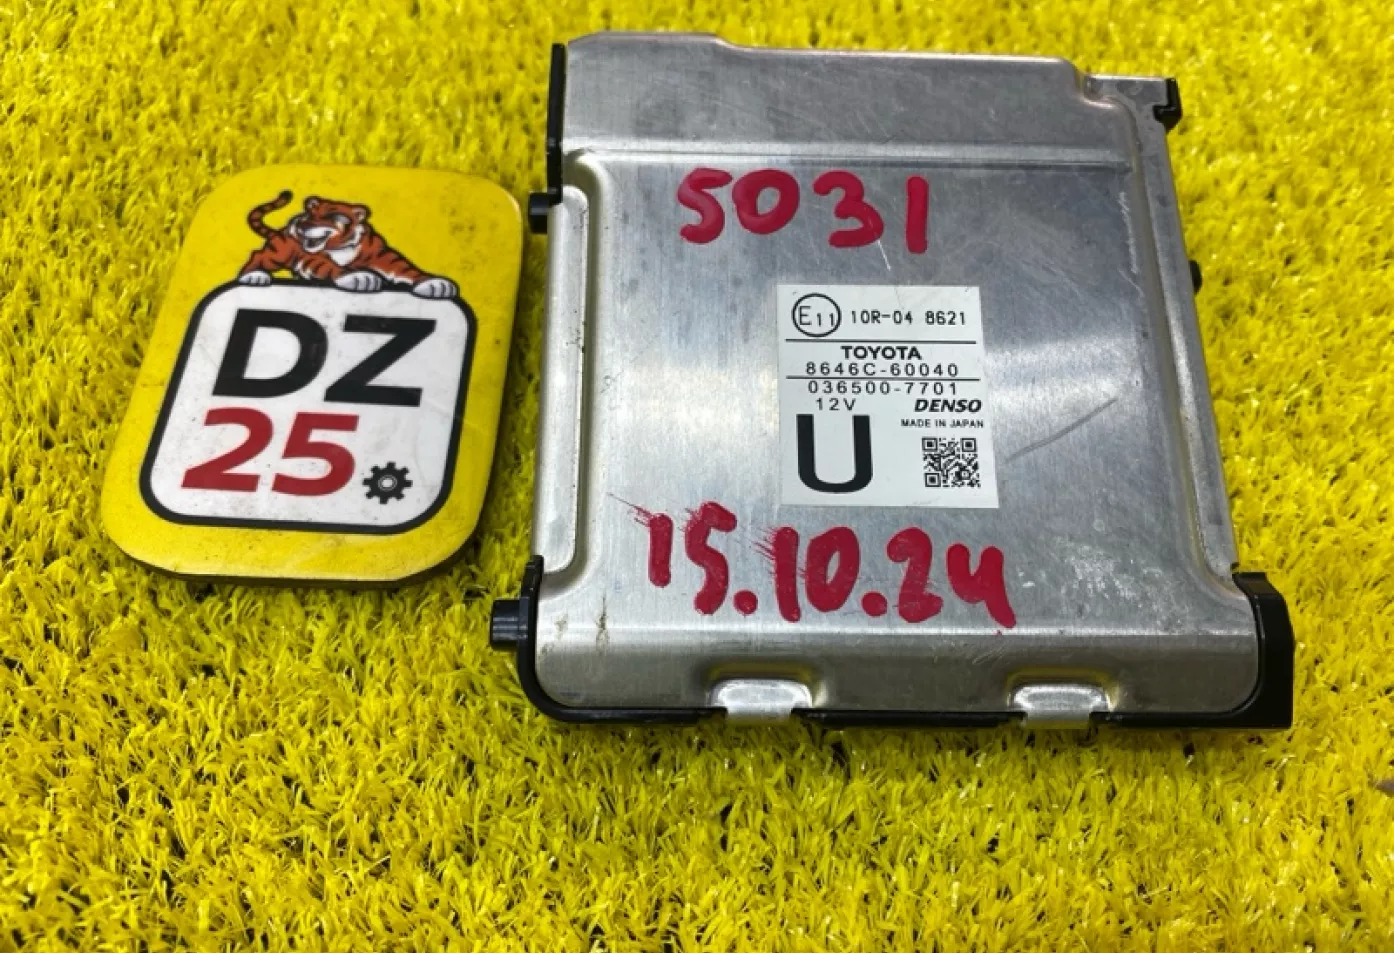 DZ
25
5031
E11 10R-04 8621
TOYOTA
8646C-60040
036500-7701
12V DENSO
MADE IN JAPAN
U
15.10.24